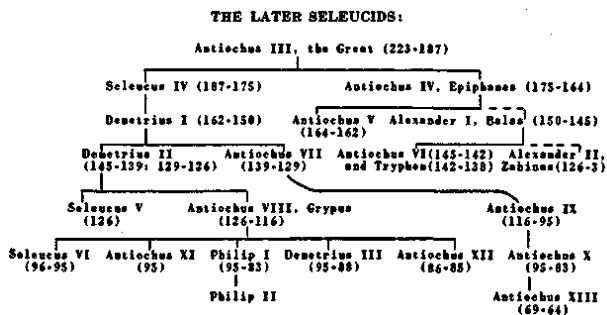 THE LATER SELEUCIDS:
Antiochus III, the Great (223-187)
Seleucus IV (187-175) Antiochus IV, Epiphanes (175-164)
Demetrius I (162-150) Antiochus V Alexander I, Balas (150-145)
(164-162)
Demetrius II Antiochus VII Antiochus VI (145-142) Alexander II,
(145-139; 129-126) (139-129) and Tryphon (142-138) Zabinas (126-3)
Seleucus V Antiochus VIII, Grypus Antiochus IX
(126) (126-116) (116-95)
Seleucus VI Antiochus XI Philip I Demetrius III Antiochus XII Antiochus X
(96-95) (95) (95-83) (95-88) (86-85) (95-83)
Philip II Antiochus XIII
(69-64)